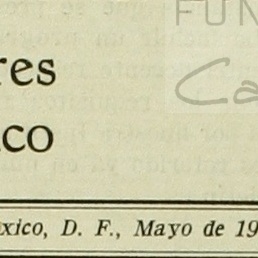 FUN
res
Ca
co
xico, D. F., Mayo de 19